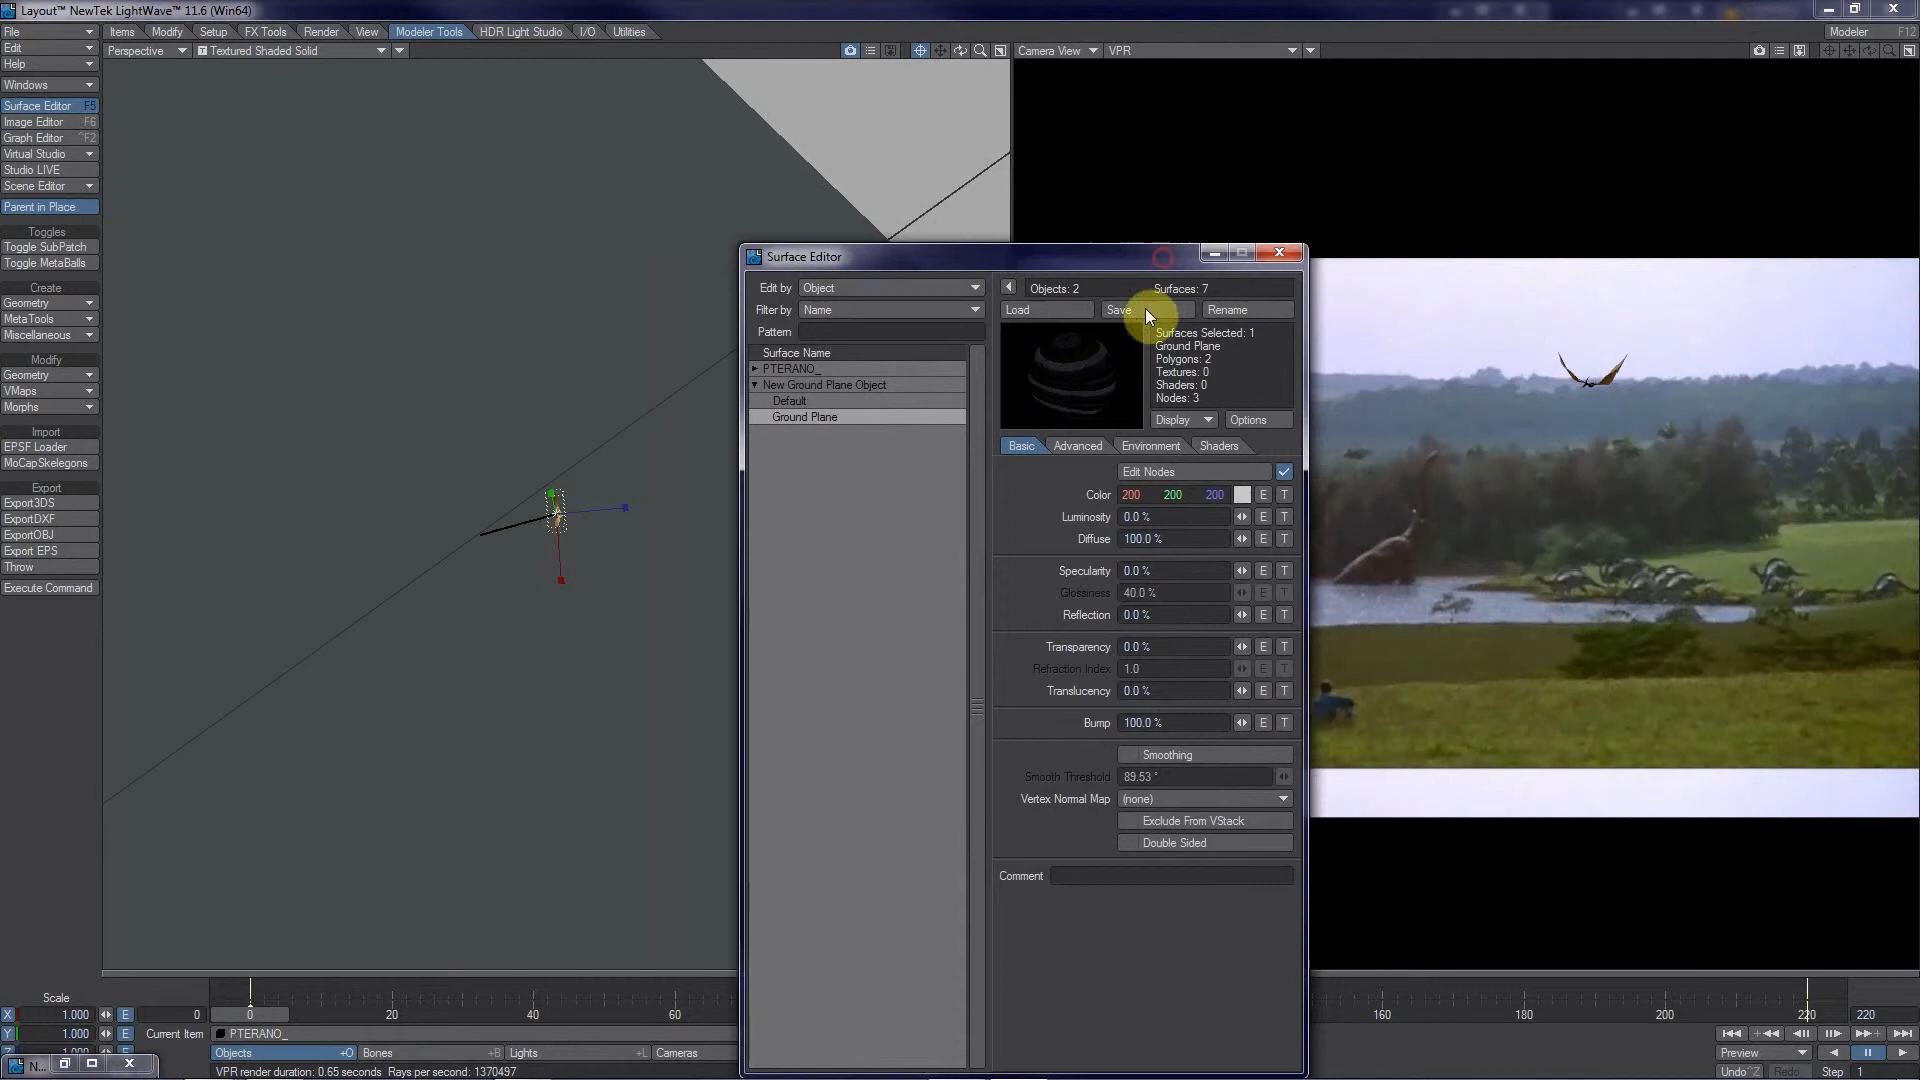 Layout™ NewTek LightWave™ 11.6 (Win64)
File Items Modify Setup FX Tools Render View Modeler Tools HDR Light Studio I/O Utilities Modeler F12
Edit Perspective Textured Shaded Solid Camera View VPR
Help
Windows
Surface Editor F5
Image Editor F6
Graph Editor ^F2
Virtual Studio
Studio LIVE
Scene Editor
Parent in Place
Toggles
Toggle SubPatch
Toggle MetaBalls
Create
Geometry
MetaTools
Miscellaneous
Modify
Geometry
VMaps
Morphs
Import
EPSF Loader
MoCapSkelegons
Export
Export3DS
ExportDXF
ExportOBJ
Export EPS
Throw
Execute Command
Surface Editor
Edit by Object
Filter by Name
Pattern
Surface Name
PTERANO_
New Ground Plane Object
Default
Ground Plane
Objects: 2 Surfaces: 7
Load Save Rename
Surfaces Selected: 1
Ground Plane
Polygons: 2
Textures: 0
Shaders: 0
Nodes: 3
Display Options
Basic Advanced Environment Shaders
Edit Nodes
Color 200 200 200 E T
Luminosity 0.0 % E T
Diffuse 100.0 % E T
Specularity 0.0 % E T
Glossiness 40.0 % E T
Reflection 0.0 % E T
Transparency 0.0 % E T
Refraction Index 1.0 E T
Translucency 0.0 % E T
Bump 100.0 % E T
Smoothing
Smooth Threshold 89.53 °
Vertex Normal Map (none)
Exclude From VStack
Double Sided
Comment
Scale
X 1.000 E 0 0 20 40 60 160 180 200 220 220
Y 1.000 E Current Item PTERANO_
Objects +O Bones +B Lights +L Cameras Preview
N...
VPR render duration: 0.65 seconds Rays per second: 1370497 Undo ^Z Redo Step 1